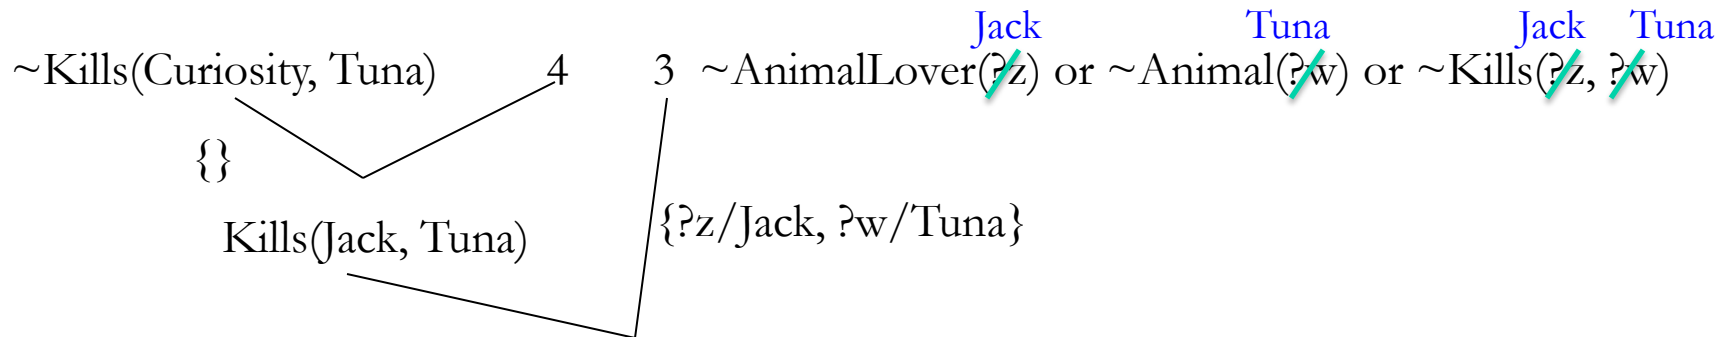 Jack Tuna Jack Tuna
~Kills(Curiosity, Tuna) 4 3 ~AnimalLover(?z) or ~Animal(?w) or ~Kills(?z, ?w)
{}
{?z/Jack, ?w/Tuna}
Kills(Jack, Tuna)